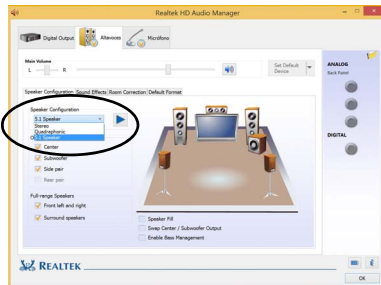 Realtek HD Audio Manager
Digital Output
Altavoces
Micrófono
Main Volume
L
R
Set Default
Device
ANALOG
Back Panel
Speaker Configuration
Sound Effects
Room Correction
Default Format
Speaker Configuration
5.1 Speaker
Stereo
Quadraphonic
5.1 Speaker
Center
Subwoofer
Side pair
Rear pair
DIGITAL
Full-range Speakers
Front left and right
Surround speakers
Speaker Fill
Swap Center / Subwoofer Output
Enable Bass Management
REALTEK
OK